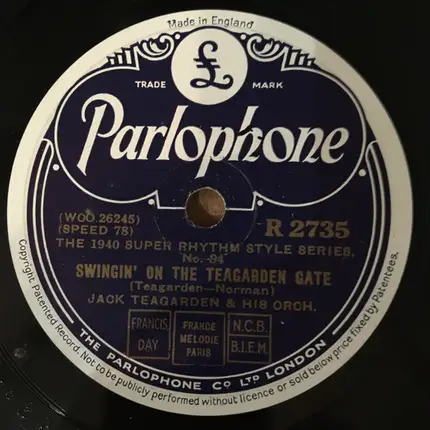 Made in England
£
TRADE MARK
Parlophone
(WOO.26245)
(SPEED 78)
R 2735
THE 1940 SUPER RHYTHM STYLE SERIES.
No. 94
SWINGIN' ON THE TEAGARDEN GATE
(Teagarden—Norman)
JACK TEAGARDEN & HIS ORCH.
FRANCIS, DAY
FRANCE MELODIE PARIS
N.C.B. B.I.E.M.
THE PARLOPHONE CO LTD LONDON
Copyright, Patented Record. Not to be publicly performed without licence or sold below price fixed by Patentees.